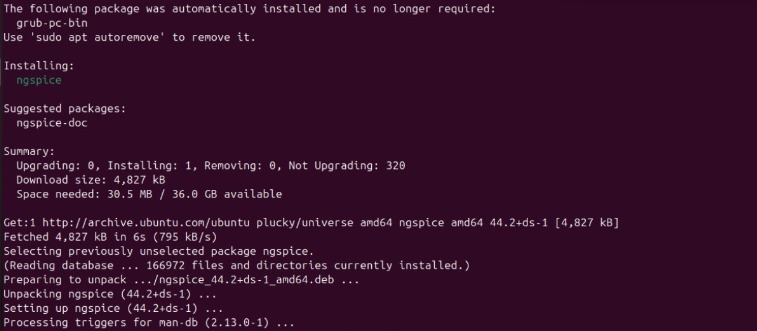 The following package was automatically installed and is no longer required:
  grub-pc-bin
Use 'sudo apt autoremove' to remove it.

Installing:
  ngspice

Suggested packages:
  ngspice-doc

Summary:
  Upgrading: 0, Installing: 1, Removing: 0, Not Upgrading: 320
  Download size: 4,827 kB
  Space needed: 30.5 MB / 36.0 GB available

Get:1 http://archive.ubuntu.com/ubuntu plucky/universe amd64 ngspice amd64 44.2+ds-1 [4,827 kB]
Fetched 4,827 kB in 6s (795 kB/s)
Selecting previously unselected package ngspice.
(Reading database ... 166972 files and directories currently installed.)
Preparing to unpack .../ngspice_44.2+ds-1_amd64.deb ...
Unpacking ngspice (44.2+ds-1) ...
Setting up ngspice (44.2+ds-1) ...
Processing triggers for man-db (2.13.0-1) ...